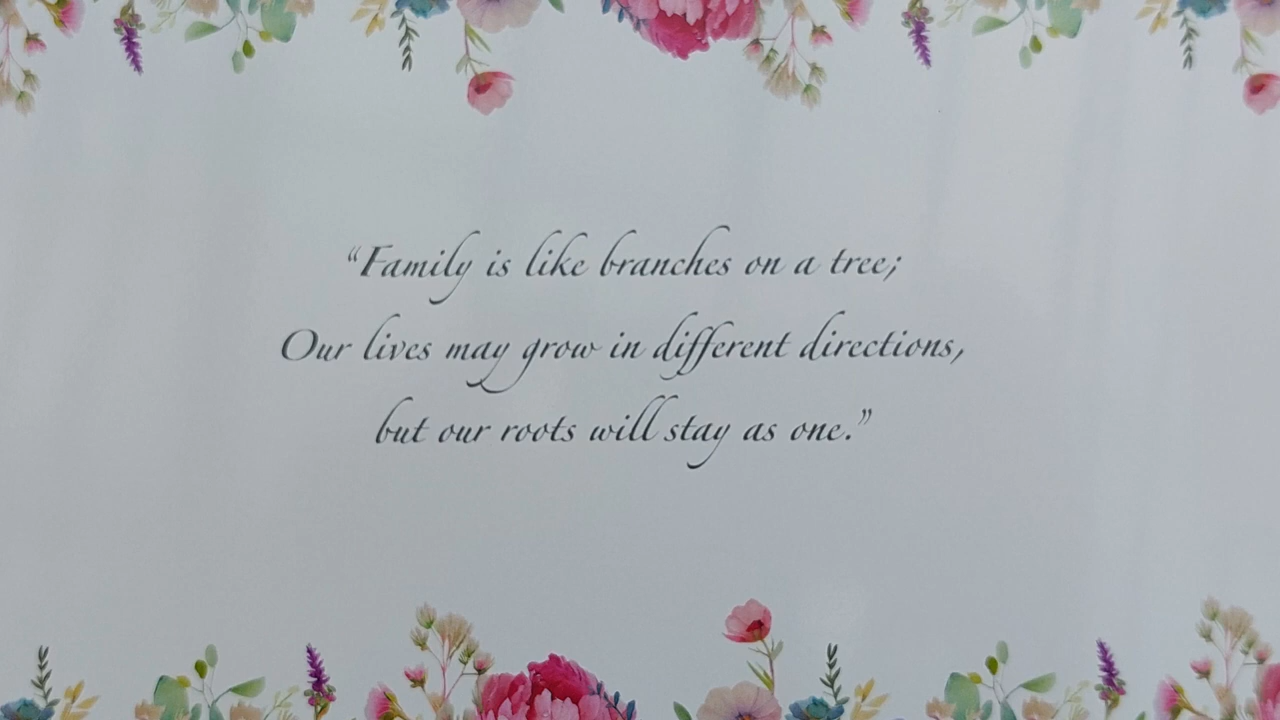 “Family is like branches on a tree;
Our lives may grow in different directions,
but our roots will stay as one.”